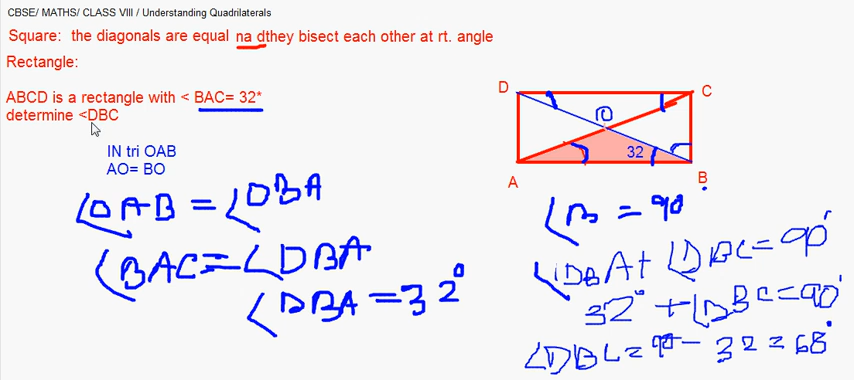 CBSE/ MATHS/ CLASS VIII / Understanding Quadrilaterals
Square: the diagonals are equal na dthey bisect each other at rt. angle
Rectangle:
ABCD is a rectangle with < BAC= 32*
determine <DBC
IN tri OAB
AO= BO
∠OAB = ∠DBA
∠BAC = ∠DBA
∠DBA = 32°
D
C
O
32
A
B
∠B = 90°
∠DBA + ∠DBC = 90°
32° + ∠DBC = 90°
∠DBC = 90 - 32 = 68°